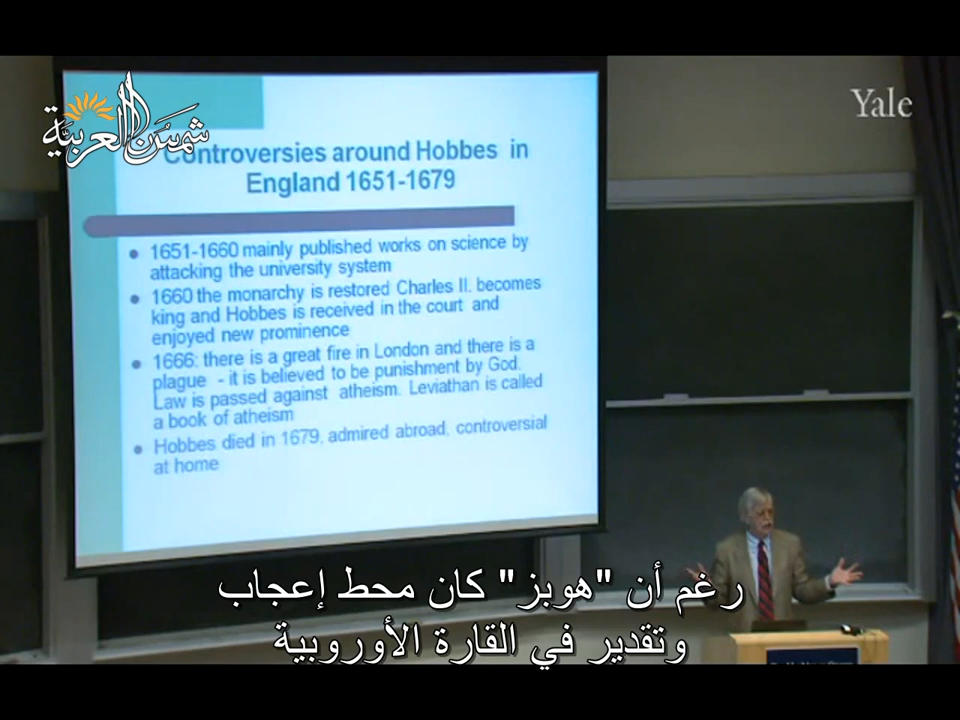 شمس العربية
Yale
Controversies around Hobbes in
England 1651-1679
1651-1660 mainly published works on science by
attacking the university system
1660 the monarchy is restored Charles II. becomes
king and Hobbes is received in the court and
enjoyed new prominence
1666: there is a great fire in London and there is a
plague - it is believed to be punishment by God.
Law is passed against atheism. Leviathan is called
a book of atheism
Hobbes died in 1679, admired abroad, controversial
at home
رغم أن "هوبز" كان محط إعجاب
وتقدير في القارة الأوروبية